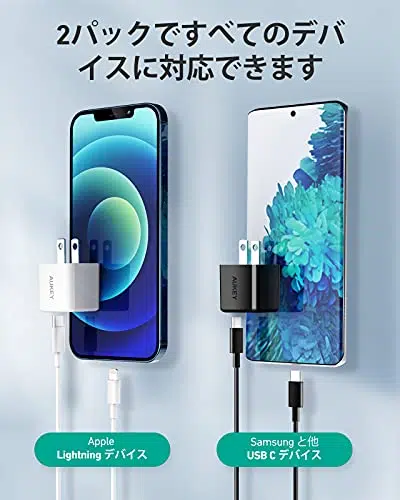 2パックですべてのデバ
イスに対応できます
AUKEY
AUKEY
Apple
Lightning デバイス
Samsung と他
USB C デバイス